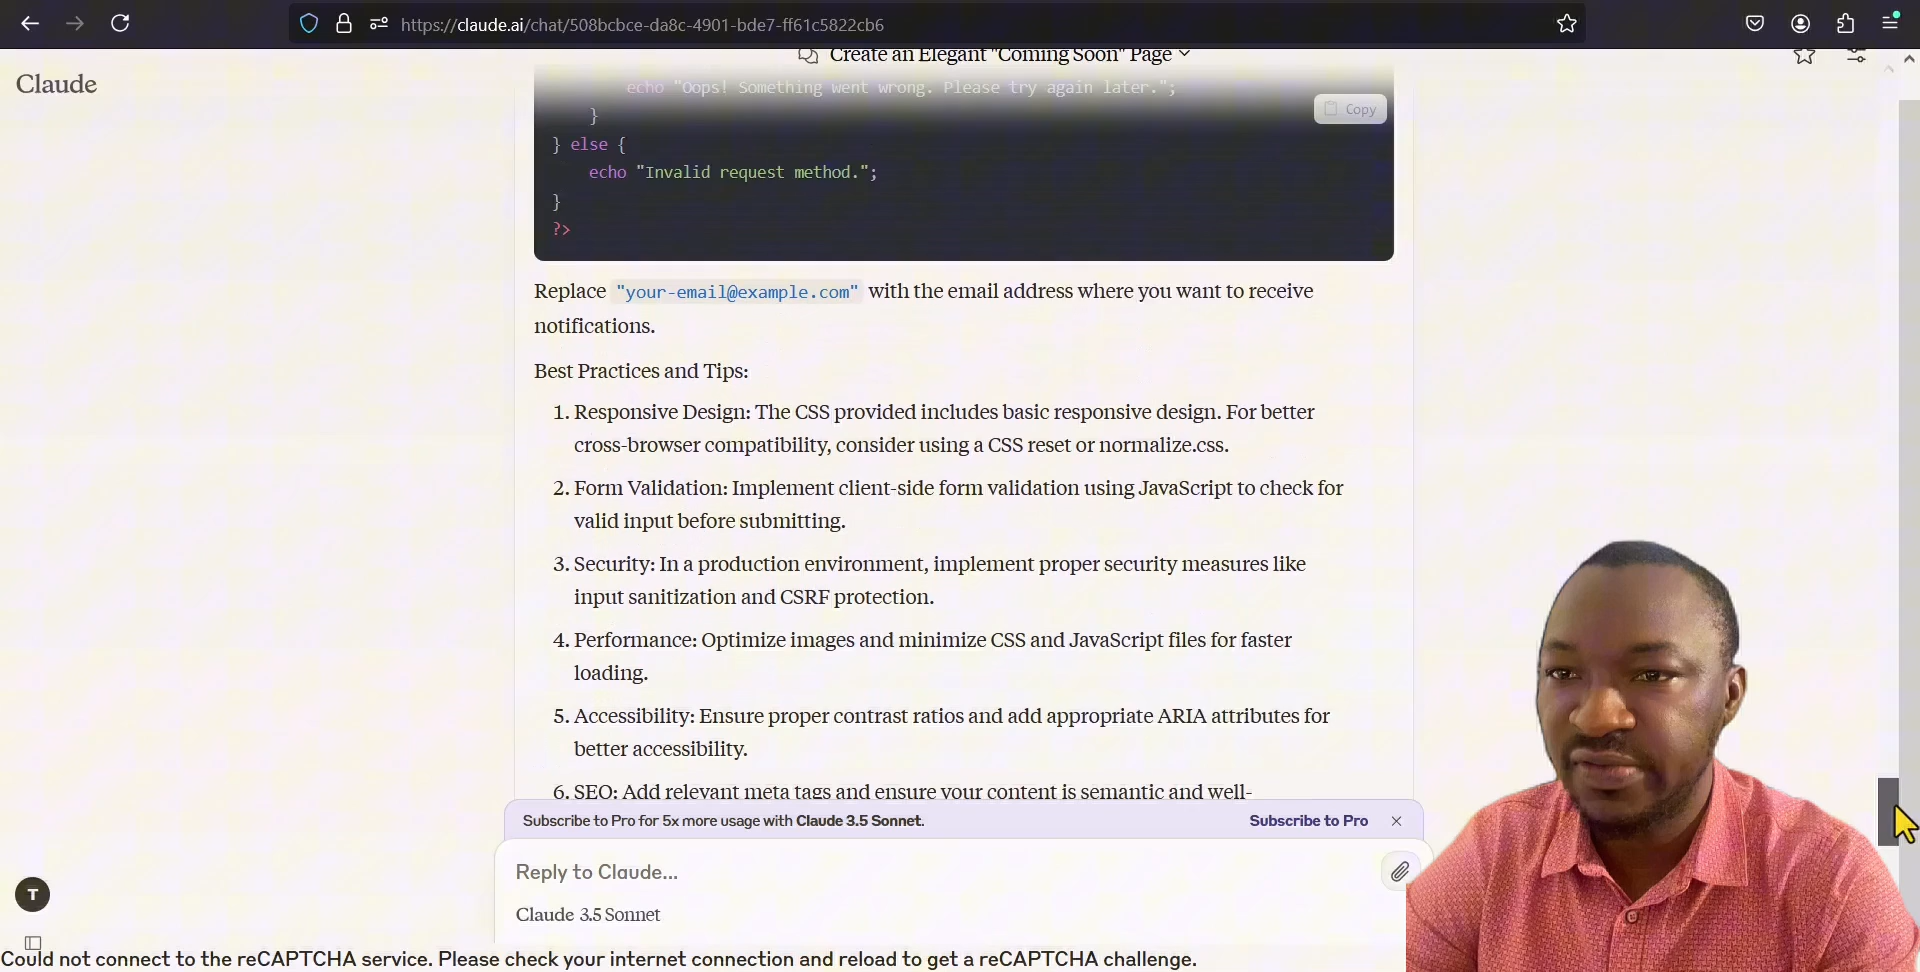 https://claude.ai/chat/508bcbce-da8c-4901-bde7-ff61c5822cb6
Create an Elegant "Coming Soon" Page
Claude
echo "Oops! Something went wrong. Please try again later.";
Copy
}
} else {
echo "Invalid request method.";
}
?>
Replace "your-email@example.com" with the email address where you want to receive
notifications.
Best Practices and Tips:
1. Responsive Design: The CSS provided includes basic responsive design. For better
cross-browser compatibility, consider using a CSS reset or normalize.css.
2. Form Validation: Implement client-side form validation using JavaScript to check for
valid input before submitting.
3. Security: In a production environment, implement proper security measures like
input sanitization and CSRF protection.
4. Performance: Optimize images and minimize CSS and JavaScript files for faster
loading.
5. Accessibility: Ensure proper contrast ratios and add appropriate ARIA attributes for
better accessibility.
6. SEO: Add relevant meta tags and ensure your content is semantic and well-
Subscribe to Pro for 5x more usage with Claude 3.5 Sonnet.
Subscribe to Pro
Reply to Claude...
T
Claude 3.5 Sonnet
Could not connect to the reCAPTCHA service. Please check your internet connection and reload to get a reCAPTCHA challenge.